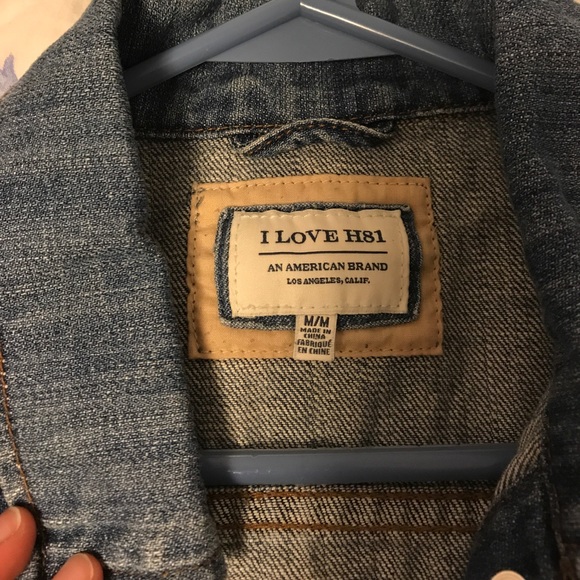 I LOVE H81
AN AMERICAN BRAND
LOS ANGELES, CALIF.
M/M
MADE IN
CHINA
FABRIQUÉ
EN CHINE